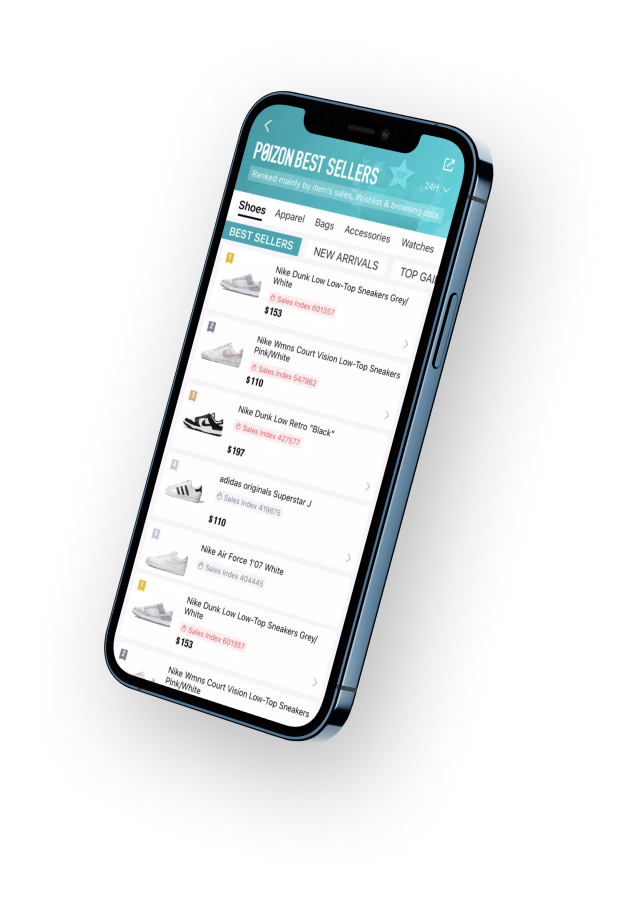 POIZON BEST SELLERS
Ranked mainly by item's sales, Wishlist & browsing data.
24H
Shoes Apparel Bags Accessories Watches
BEST SELLERS NEW ARRIVALS TOP GAI
1
Nike Dunk Low Low-Top Sneakers Grey/
White
Sales Index 601357
$153
2
Nike Wmns Court Vision Low-Top Sneakers
Pink/White
Sales Index 547962
$110
3
Nike Dunk Low Retro "Black"
Sales Index 427577
$197
4
adidas originals Superstar J
Sales Index 419875
$110
5
Nike Air Force 1'07 White
Sales Index 404445
1
Nike Dunk Low Low-Top Sneakers Grey/
White
Sales Index 601357
$153
2
Nike Wmns Court Vision Low-Top Sneakers
Pink/White